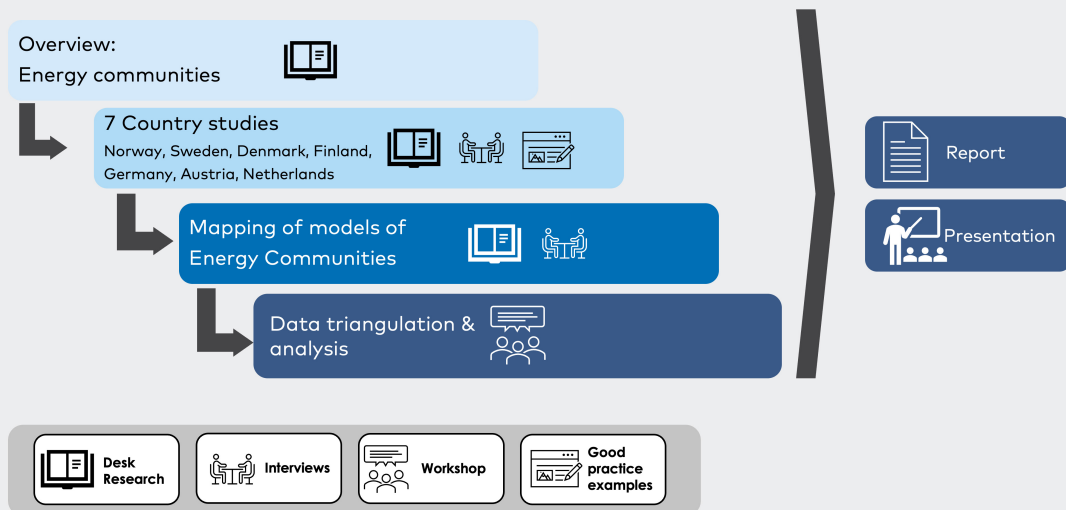 Overview:
Energy communities
7 Country studies
Norway, Sweden, Denmark, Finland,
Germany, Austria, Netherlands
Mapping of models of
Energy Communities
Data triangulation &
analysis
Report
Presentation
Desk
Research
Interviews
Workshop
Good
practice
examples